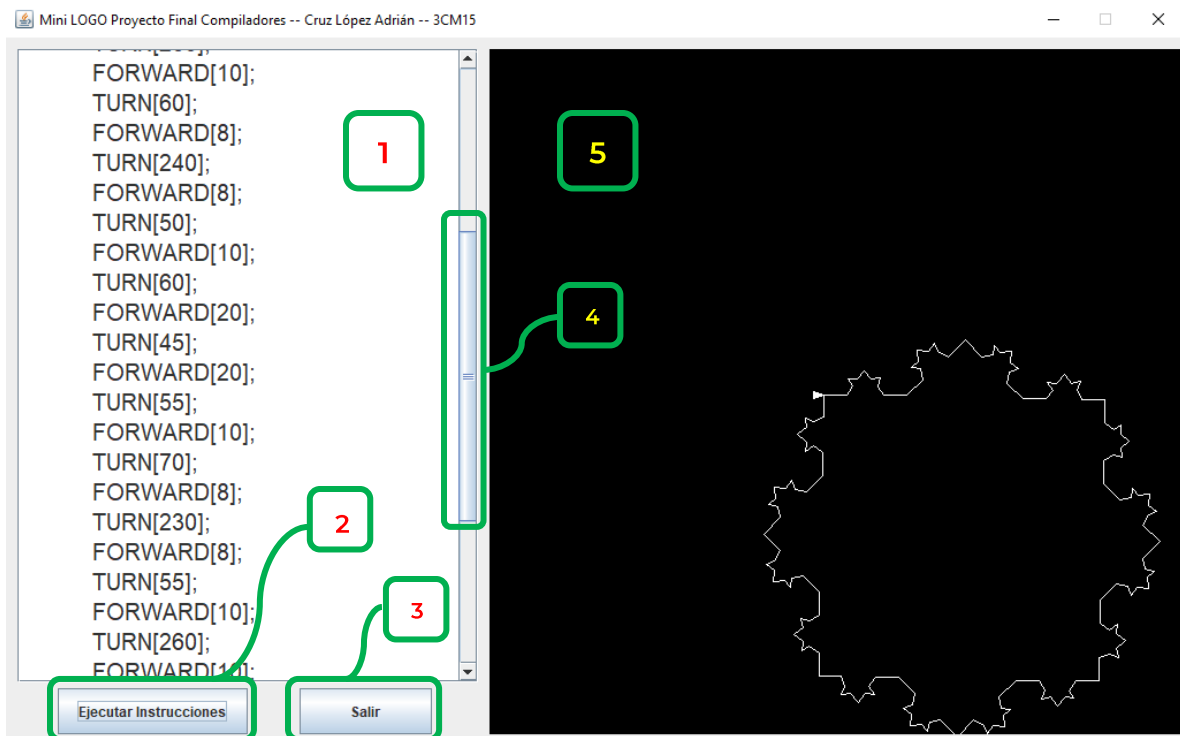 Mini LOGO Proyecto Final Compiladores -- Cruz López Adrián -- 3CM15
FORWARD[10];
TURN[60];
FORWARD[8];
TURN[240];
FORWARD[8];
TURN[50];
FORWARD[10];
TURN[60];
FORWARD[20];
TURN[45];
FORWARD[20];
TURN[55];
FORWARD[10];
TURN[70];
FORWARD[8];
TURN[230];
FORWARD[8];
TURN[55];
FORWARD[10];
TURN[260];
FORWARD[10];
1
5
4
2
3
Ejecutar Instrucciones
Salir